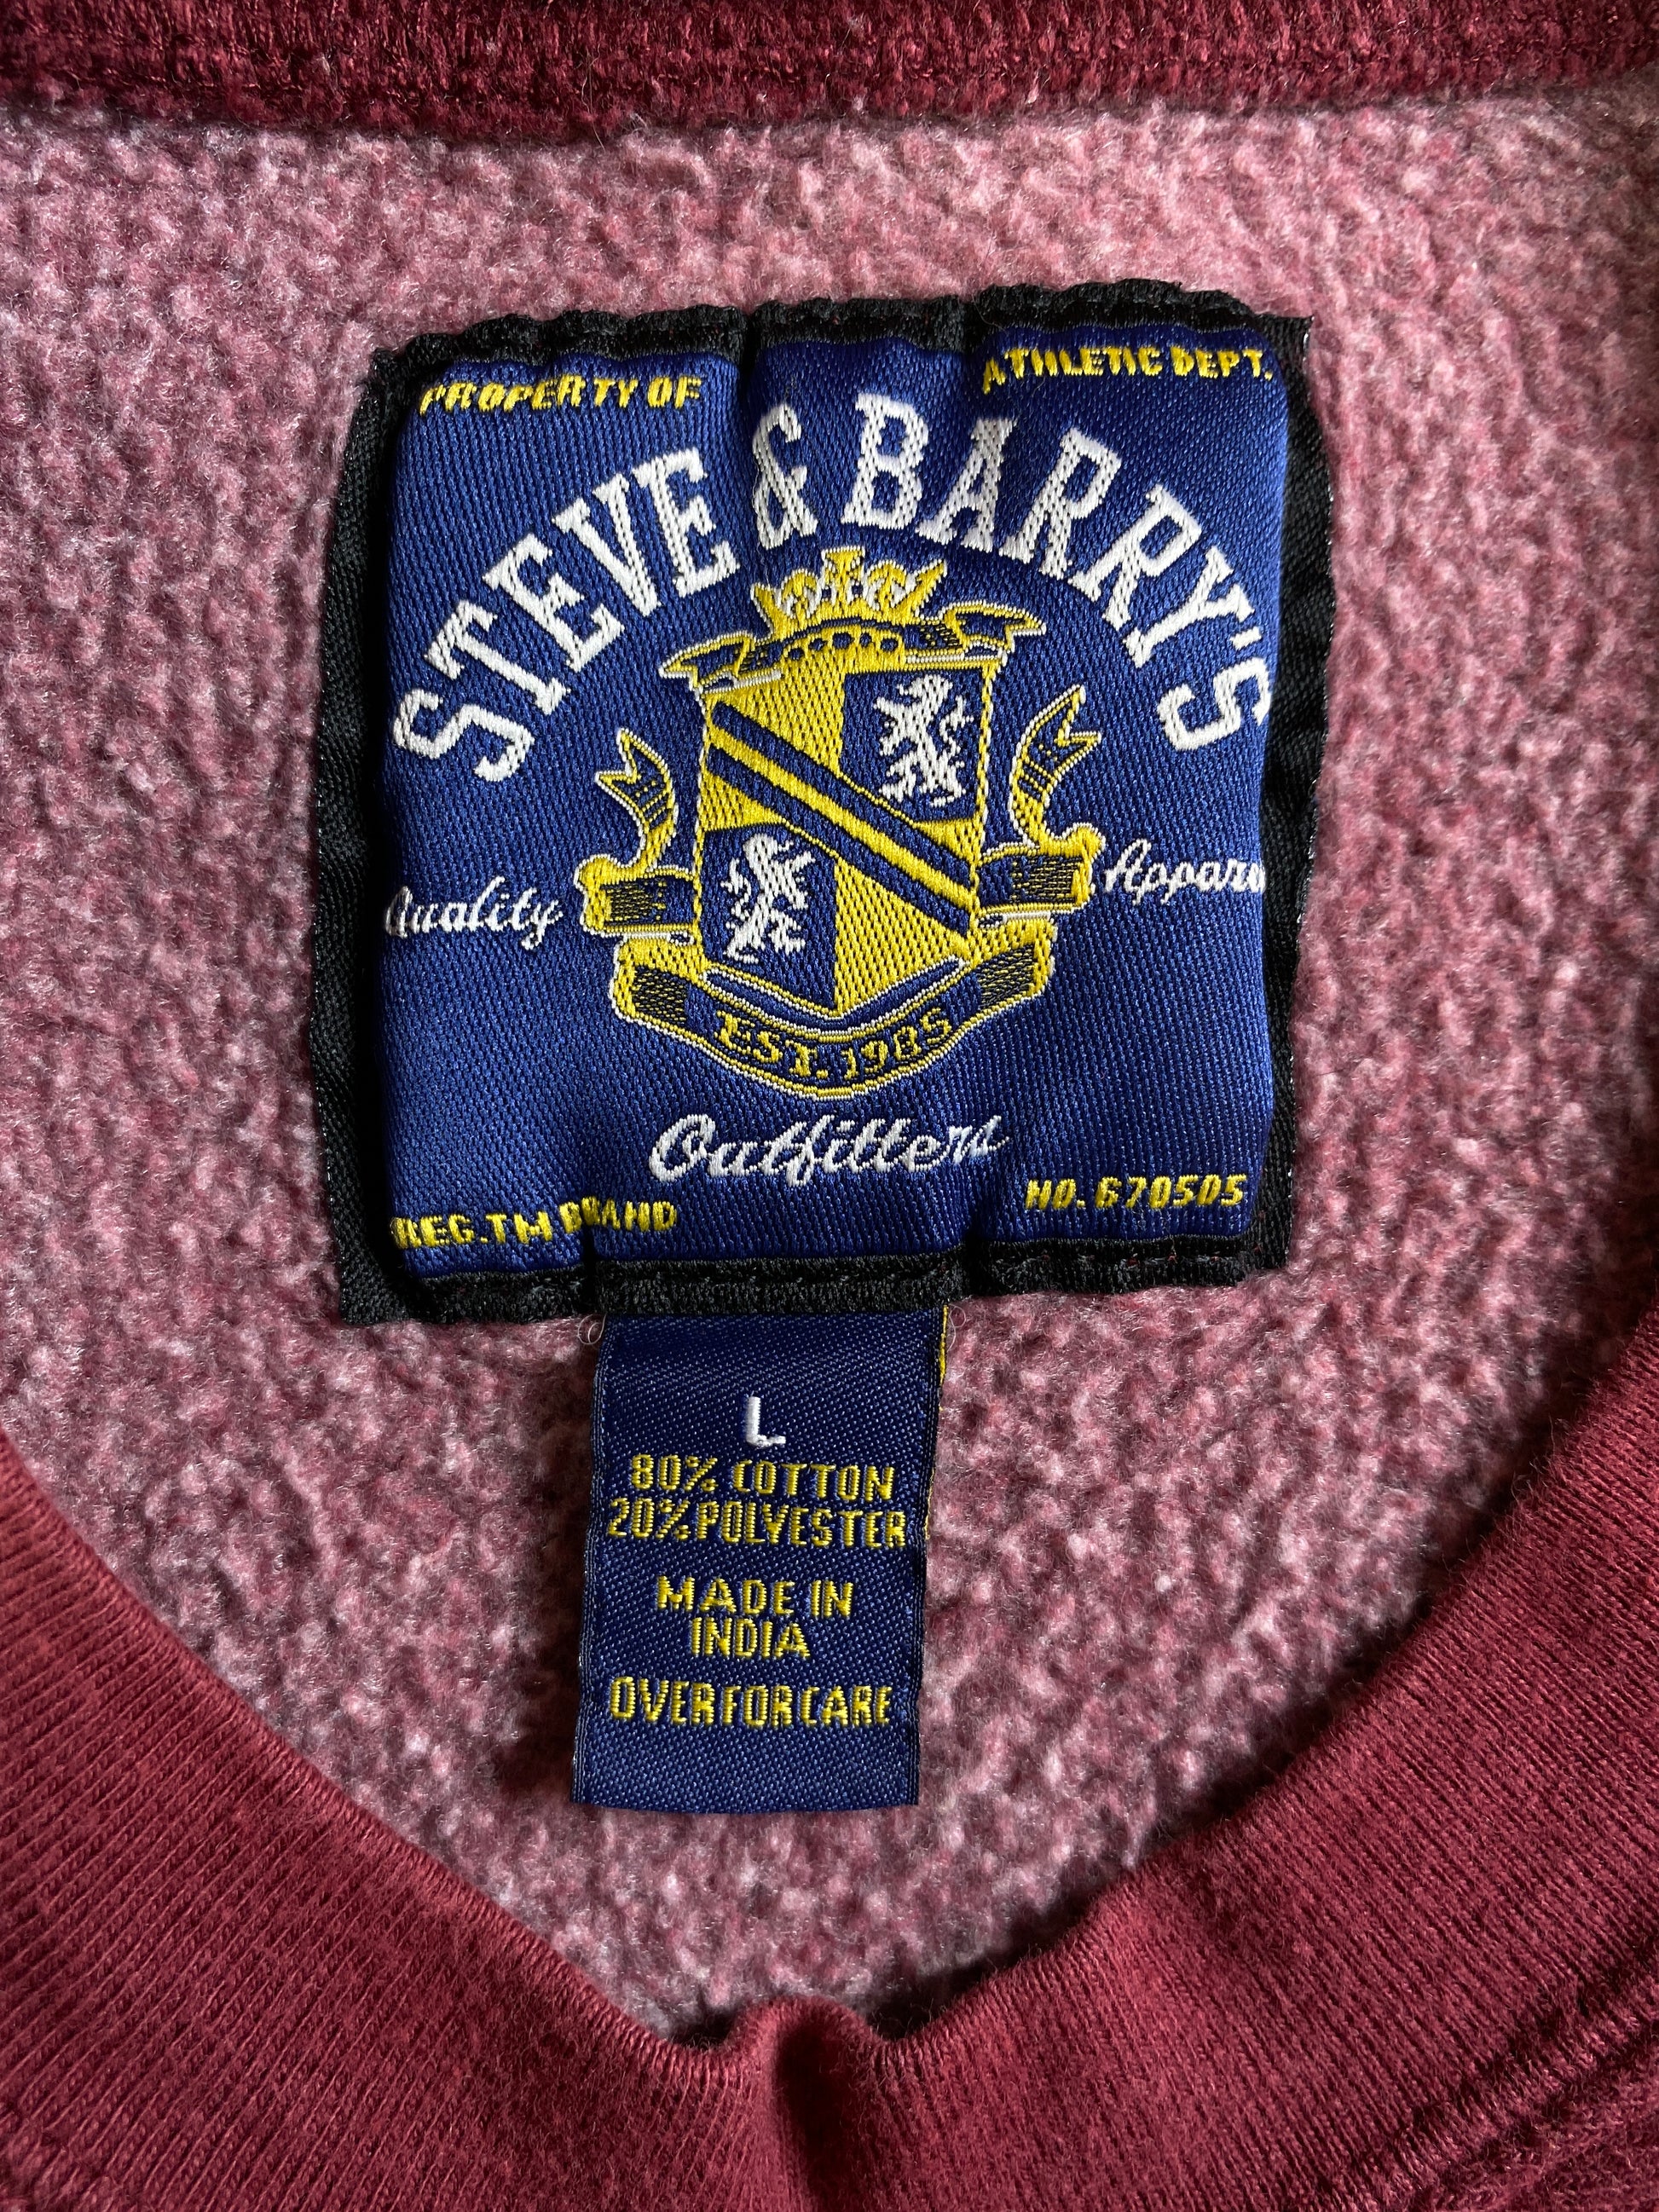 PROPERTY OF
ATHLETIC DEPT.
STEVE & BARRY'S
Quality
EST. 1985
Outfitters
REG. TM BRAND
NO. 670505
L
80% COTTON
20% POLYESTER
MADE IN
INDIA
OVER FOR CARE